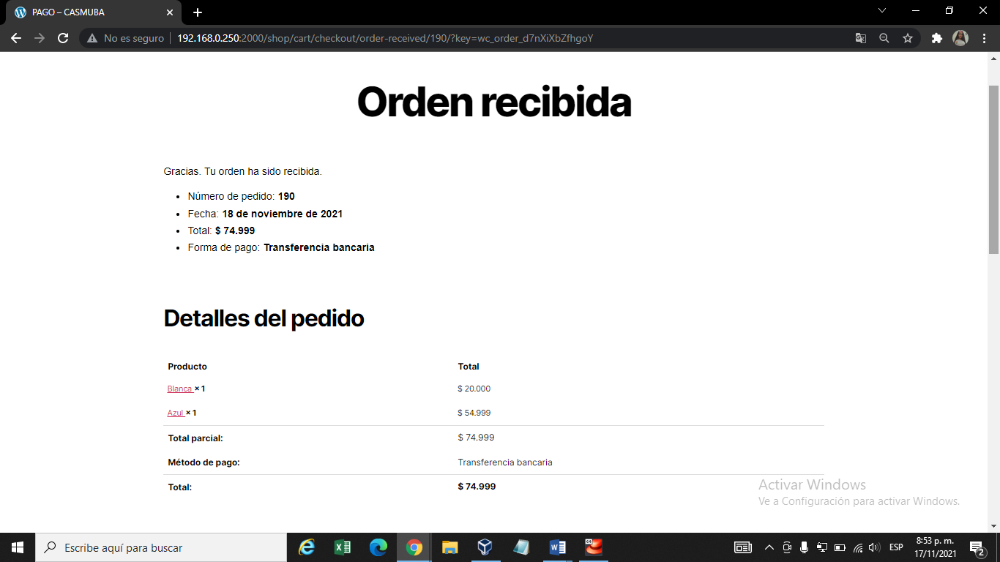 PAGO – CASMUBA
No es seguro
192.168.0.250:2000/shop/cart/checkout/order-received/190/?key=wc_order_d7nXiXbZfhgoY
Orden recibida
Gracias. Tu orden ha sido recibida.
• Número de pedido: 190
• Fecha: 18 de noviembre de 2021
• Total: $ 74.999
• Forma de pago: Transferencia bancaria
Detalles del pedido
Producto Total
Blanca × 1 $ 20.000
Azul × 1 $ 54.999
Total parcial: $ 74.999
Método de pago: Transferencia bancaria
Total: $ 74.999
Activar Windows
Ve a Configuración para activar Windows.
Escribe aquí para buscar
ESP
8:53 p. m.
17/11/2021
2
64